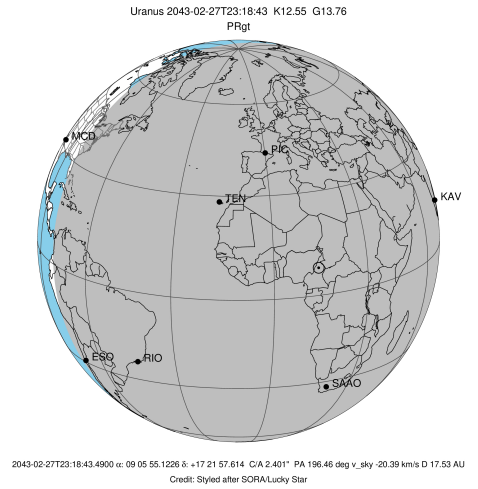 Uranus 2043-02-27T23:18:43 K12.55 G13.76
PRgt
MCD
PIC
TEN
KAV
ESO
RIO
SAAO
2043-02-27T23:18:43.4900 α: 09 05 55.1226 δ: +17 21 57.614 C/A 2.401" PA 196.46 deg v_sky -20.39 km/s D 17.53 AU
Credit: Styled after SORA/Lucky Star